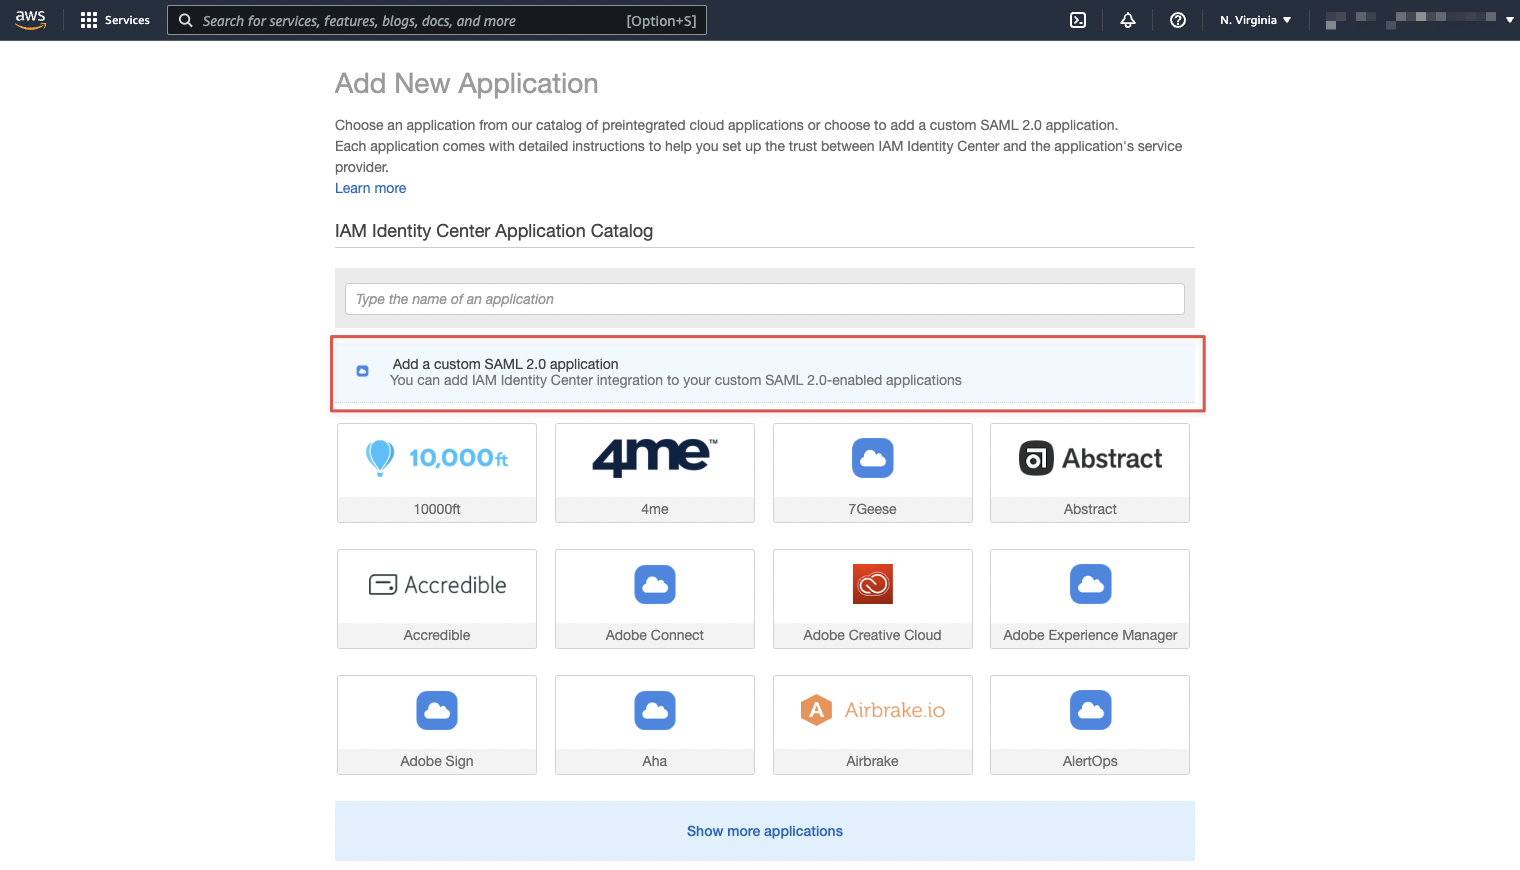 aws
Services
Search for services, features, blogs, docs, and more [Option+S]
N. Virginia
Add New Application
Choose an application from our catalog of preintegrated cloud applications or choose to add a custom SAML 2.0 application.
Each application comes with detailed instructions to help you set up the trust between IAM Identity Center and the application's service
provider.
Learn more
IAM Identity Center Application Catalog
Type the name of an application
Add a custom SAML 2.0 application
You can add IAM Identity Center integration to your custom SAML 2.0-enabled applications
10,000ft
4me™
Abstract
10000ft
4me
7Geese
Abstract
Accredible
Accredible
Adobe Connect
Adobe Creative Cloud
Adobe Experience Manager
A Airbrake.io
Adobe Sign
Aha
Airbrake
AlertOps
Show more applications